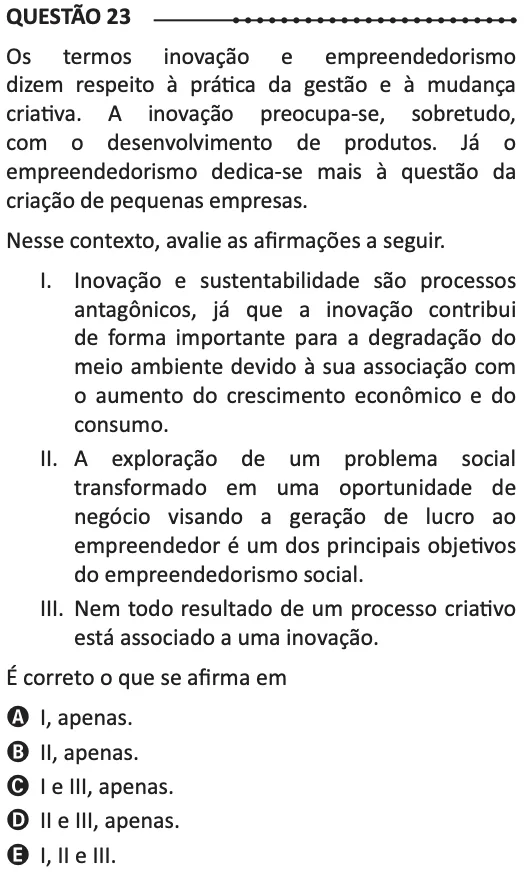 QUESTÃO 23
Os termos inovação e empreendedorismo
dizem respeito à prática da gestão e à mudança
criativa. A inovação preocupa-se, sobretudo,
com o desenvolvimento de produtos. Já o
empreendedorismo dedica-se mais à questão da
criação de pequenas empresas.
Nesse contexto, avalie as afirmações a seguir.
I. Inovação e sustentabilidade são processos
antagônicos, já que a inovação contribui
de forma importante para a degradação do
meio ambiente devido à sua associação com
o aumento do crescimento econômico e do
consumo.
II. A exploração de um problema social
transformado em uma oportunidade de
negócio visando a geração de lucro ao
empreendedor é um dos principais objetivos
do empreendedorismo social.
III. Nem todo resultado de um processo criativo
está associado a uma inovação.
É correto o que se afirma em
A I, apenas.
B II, apenas.
C I e III, apenas.
D II e III, apenas.
E I, II e III.